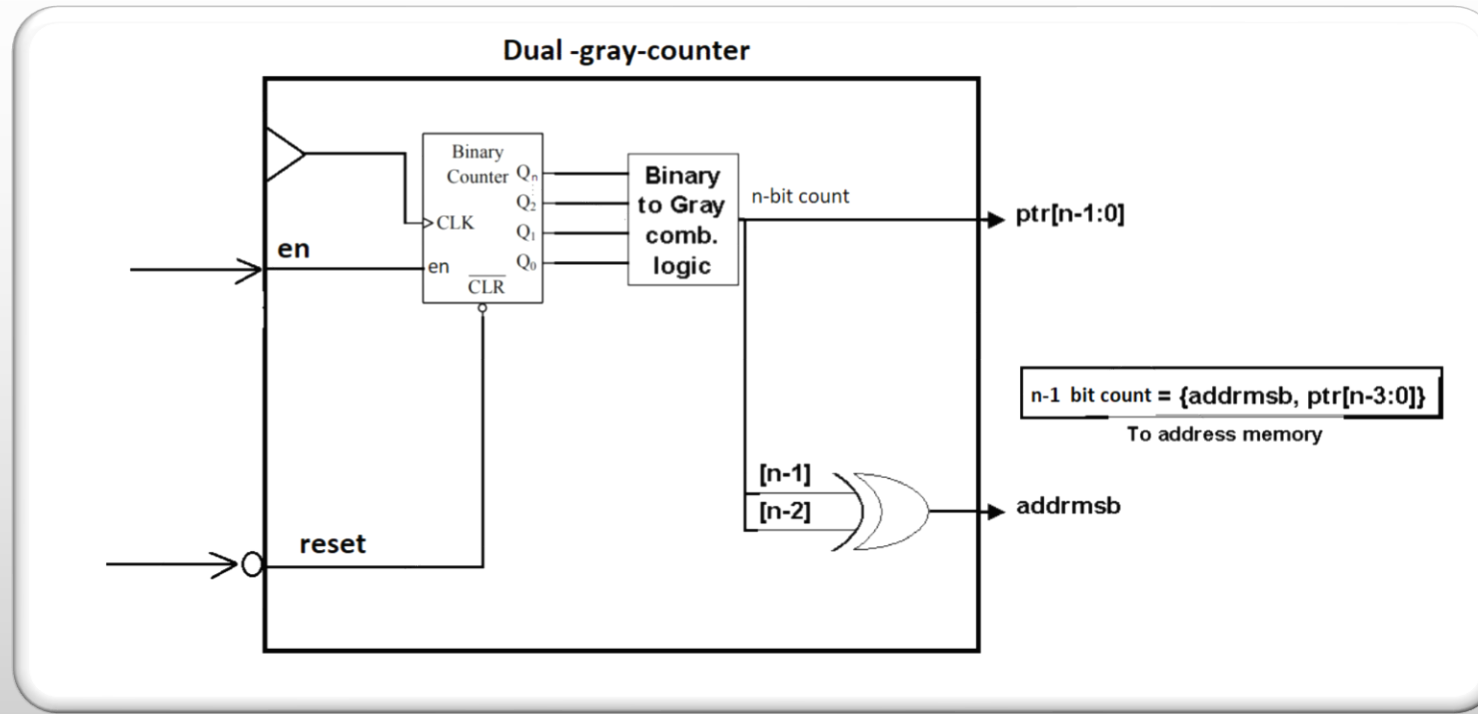 Dual -gray-counter
Binary
Counter
Qn
Q2
Q1
Q0
CLK
en
CLR
en
reset
Binary
to Gray
comb.
logic
n-bit count
ptr[n-1:0]
n-1 bit count = {addrmsb, ptr[n-3:0]}
To address memory
[n-1]
[n-2]
addrmsb